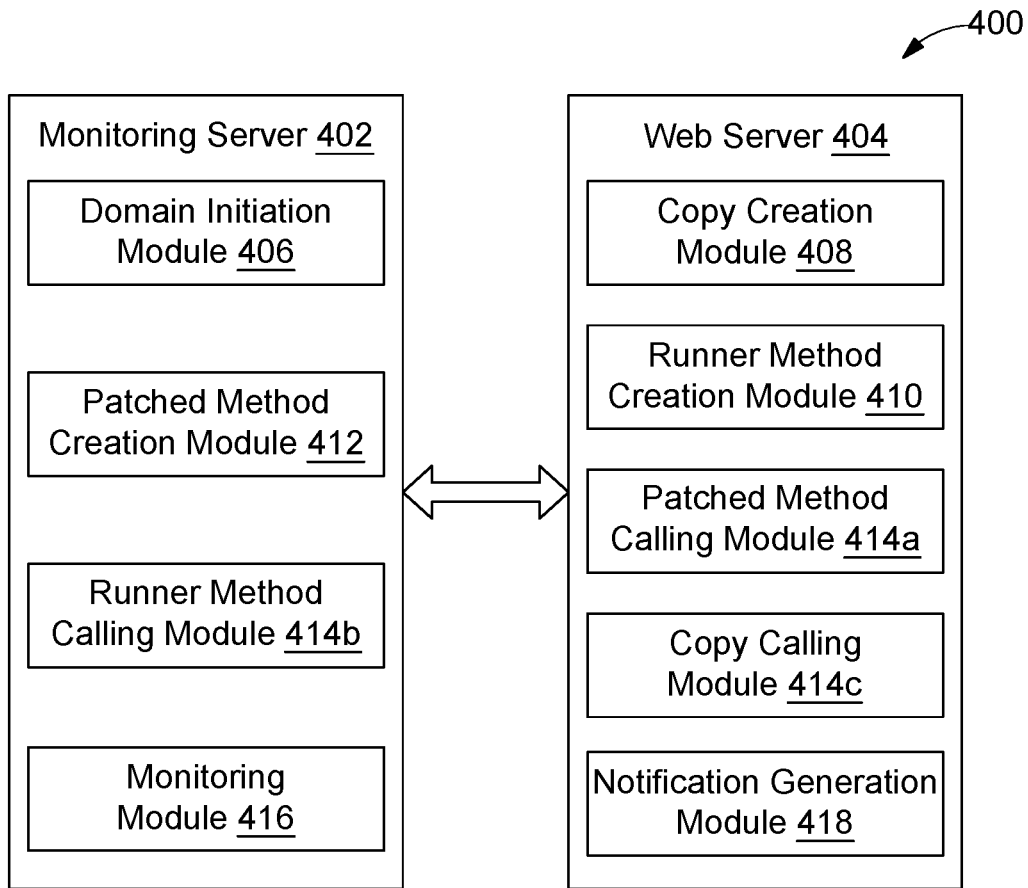 400
Monitoring Server 402
Domain Initiation
Module 406
Patched Method
Creation Module 412
Runner Method
Calling Module 414b
Monitoring
Module 416
Web Server 404
Copy Creation
Module 408
Runner Method
Creation Module 410
Patched Method
Calling Module 414a
Copy Calling
Module 414c
Notification Generation
Module 418